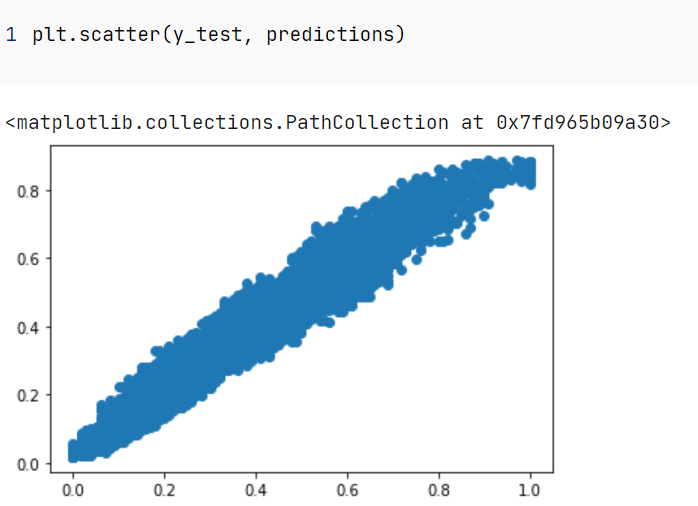 1 plt.scatter(y_test, predictions)
<matplotlib.collections.PathCollection at 0x7fd965b09a30>
0.8
0.6
0.4
0.2
0.0
0.0 0.2 0.4 0.6 0.8 1.0